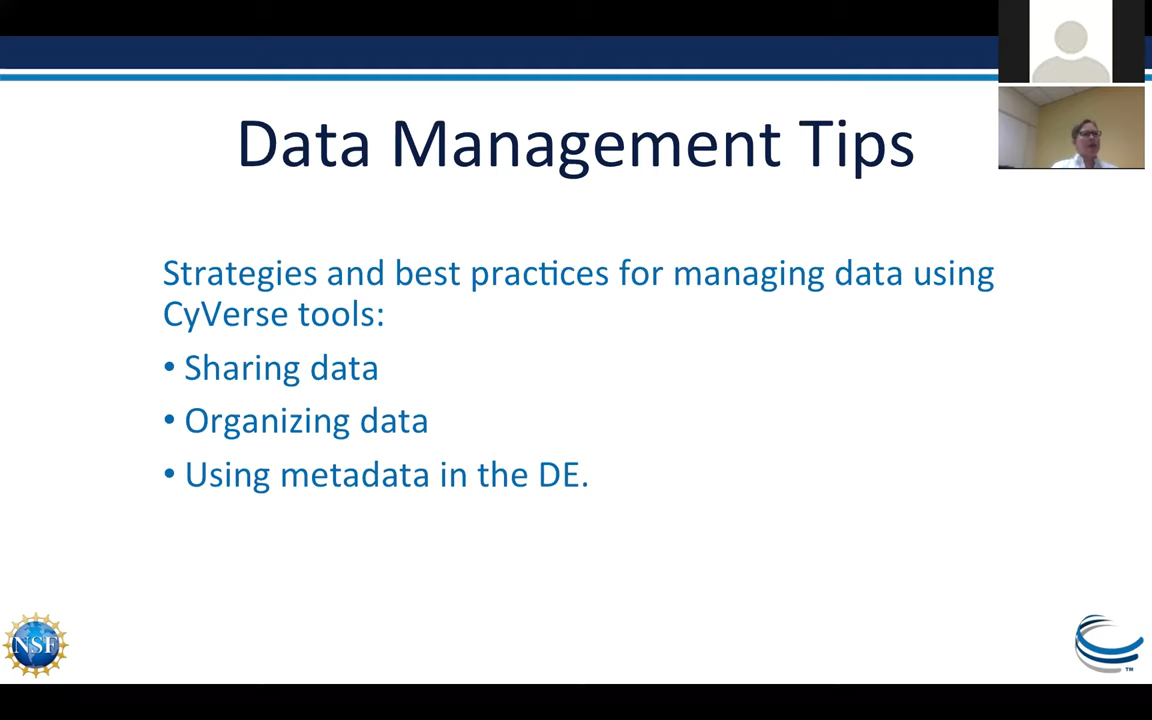 Data Management Tips
Strategies and best practices for managing data using
CyVerse tools:
• Sharing data
• Organizing data
• Using metadata in the DE.
NSF
TM